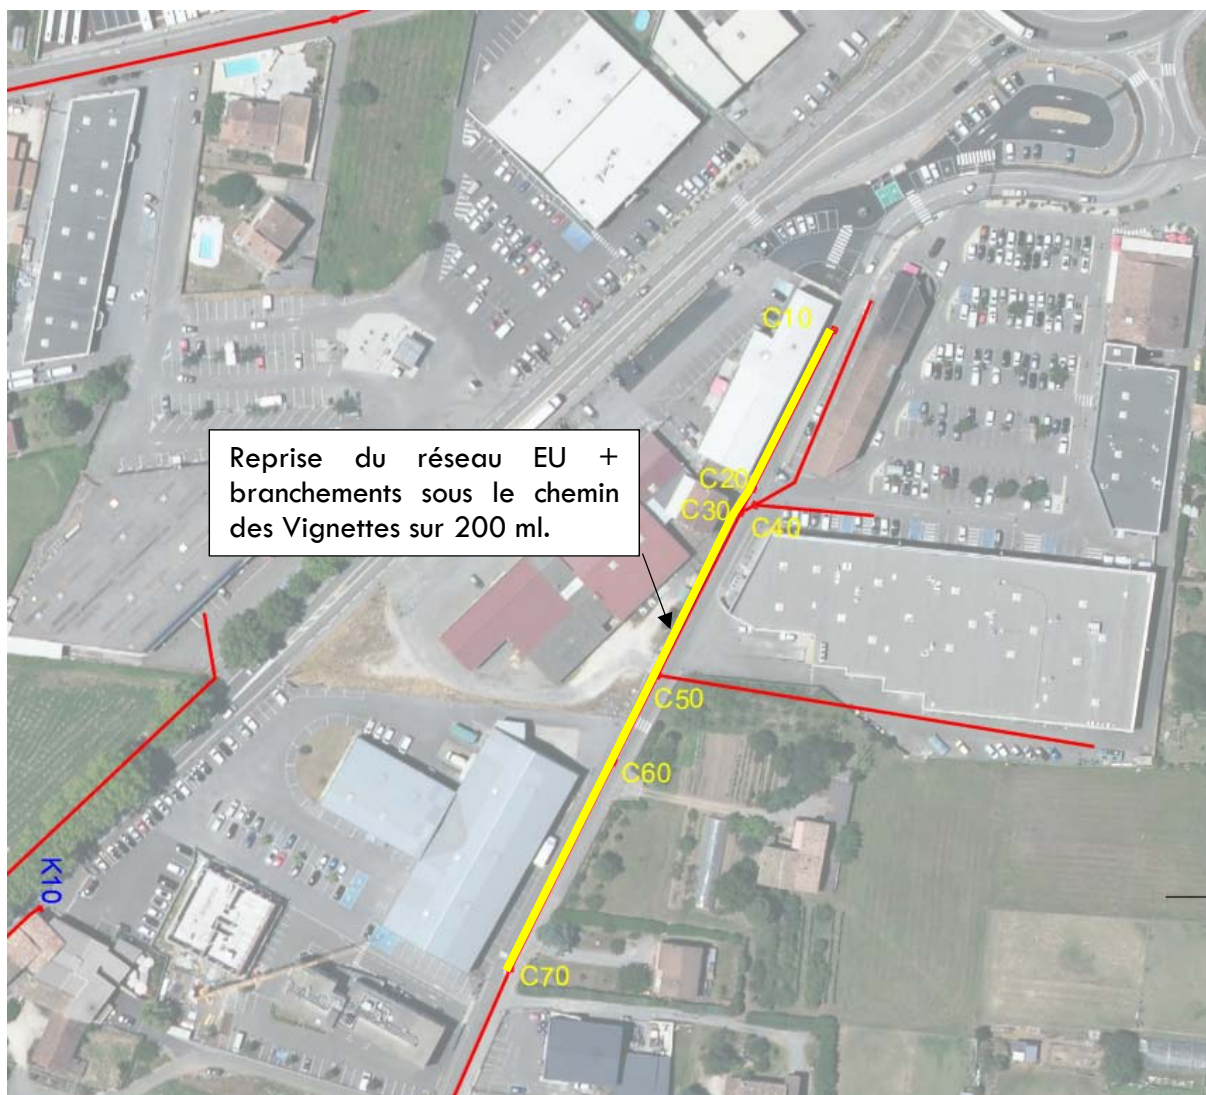 C10
Reprise du réseau EU +
branchements sous le chemin
des Vignettes sur 200 ml.
C20
C30
C40
C50
C60
K10
C70